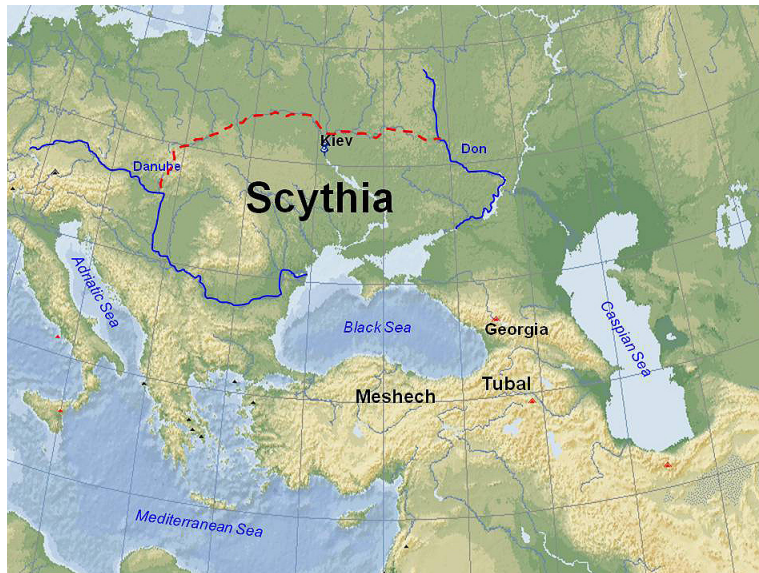 Kiev
Danube
Don
Scythia
Adriatic Sea
Black Sea
Georgia
Caspian Sea
Tubal
Meshech
Mediterranean Sea